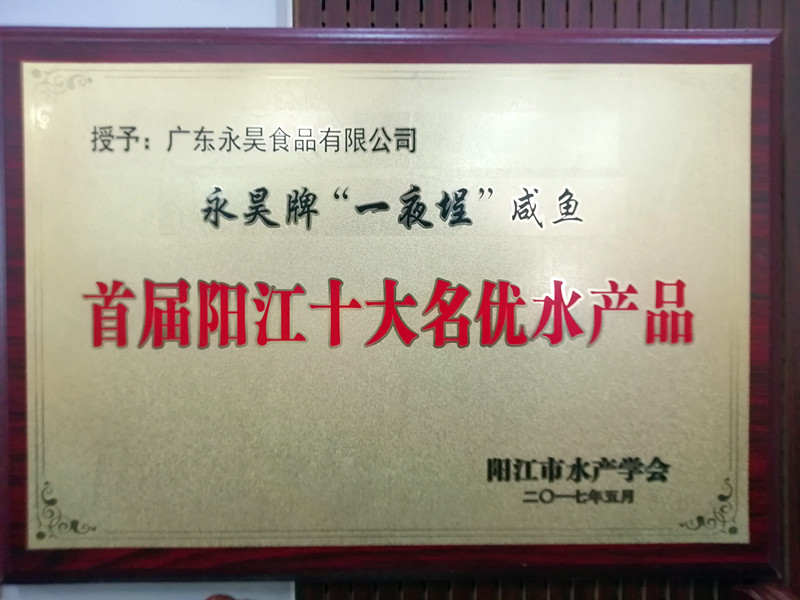 授予：广东永昊食品有限公司
永昊牌“一夜埕”咸鱼
首届阳江十大名优水产品
阳江市水产学会
二〇一七年五月